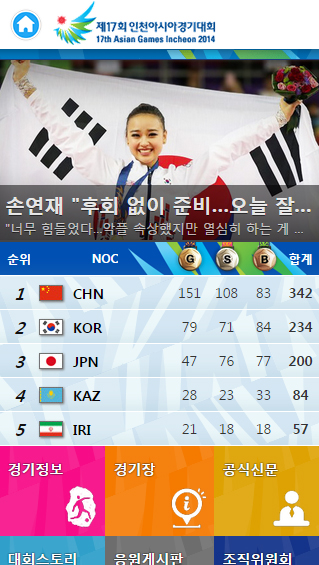 제17회 인천아시아경기대회
17th Asian Games Incheon 2014
손연재 "후회 없이 준비...오늘 잘...
"너무 힘들었다...악플 속상했지만 열심히 하는 게 ...
순위 NOC G S B 합계
1 CHN 151 108 83 342
2 KOR 79 71 84 234
3 JPN 47 76 77 200
4 KAZ 28 23 33 84
5 IRI 21 18 18 57
경기정보 경기장 공식신문
대회스토리 응원게시판 조직위원회